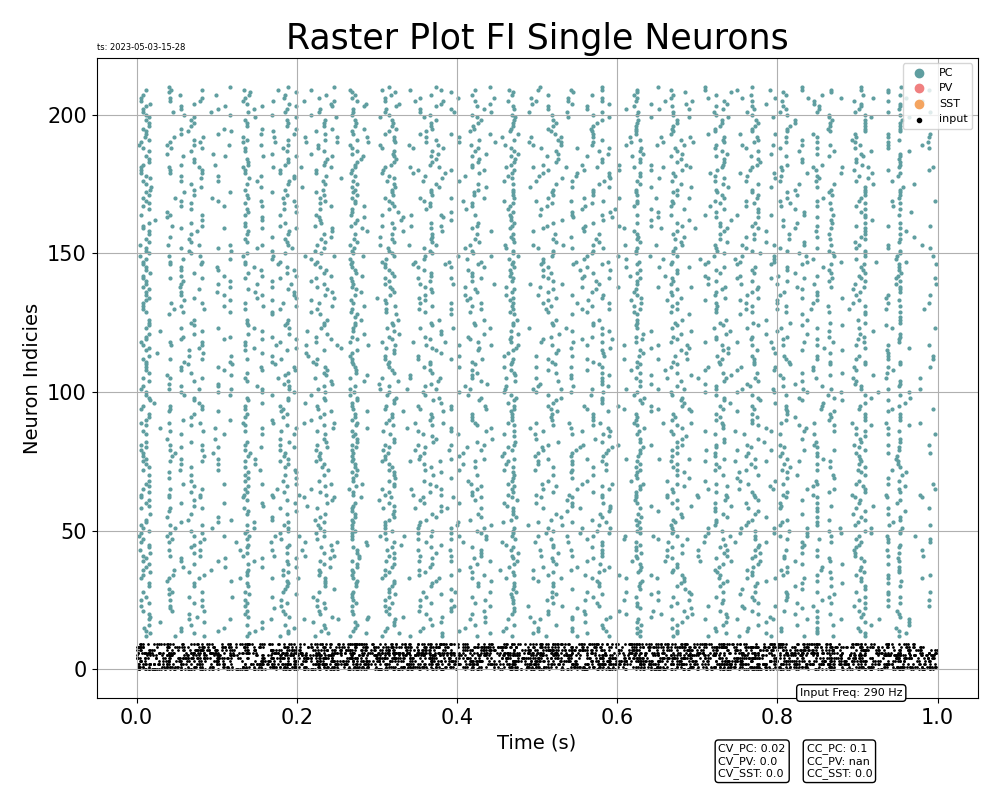 Raster Plot FI Single Neurons
ts: 2023-05-03-15-28
PC
PV
SST
input
200
150
100
50
0
Neuron Indicies
0.0 0.2 0.4 0.6 0.8 1.0
Time (s)
Input Freq: 290 Hz
CV_PC: 0.02
CV_PV: 0.0
CV_SST: 0.0
CC_PC: 0.1
CC_PV: nan
CC_SST: 0.0